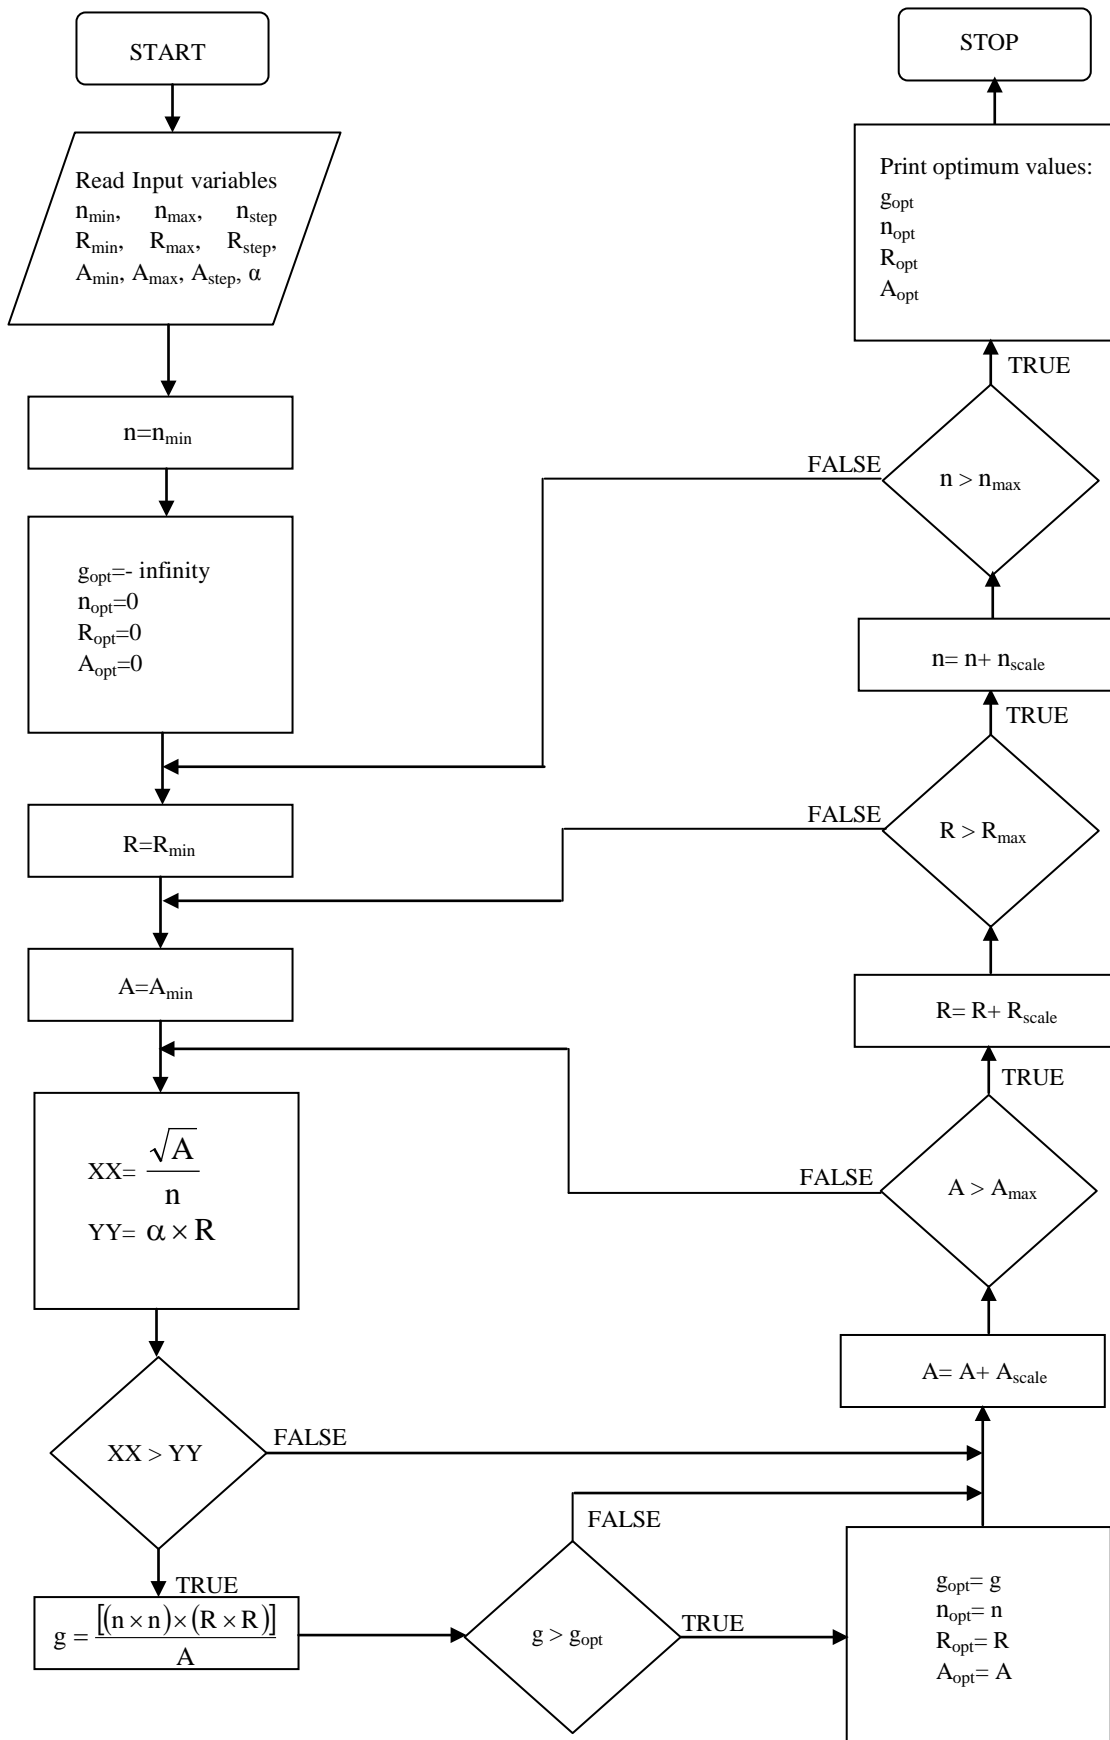 START
Read Input variables
nmin, nmax, nstep
Rmin, Rmax, Rstep,
Amin, Amax, Astep, α
n=nmin
gopt=- infinity
nopt=0
Ropt=0
Aopt=0
R=Rmin
A=Amin
XX= √A / n
YY= α × R
XX > YY
FALSE
TRUE
g = [(n × n) × (R × R)] / A
g > gopt
FALSE
TRUE
gopt= g
nopt= n
Ropt= R
Aopt= A
A= A+ Ascale
A > Amax
FALSE
TRUE
R= R+ Rscale
R > Rmax
FALSE
TRUE
n= n+ nscale
n > nmax
FALSE
TRUE
Print optimum values:
gopt
nopt
Ropt
Aopt
STOP